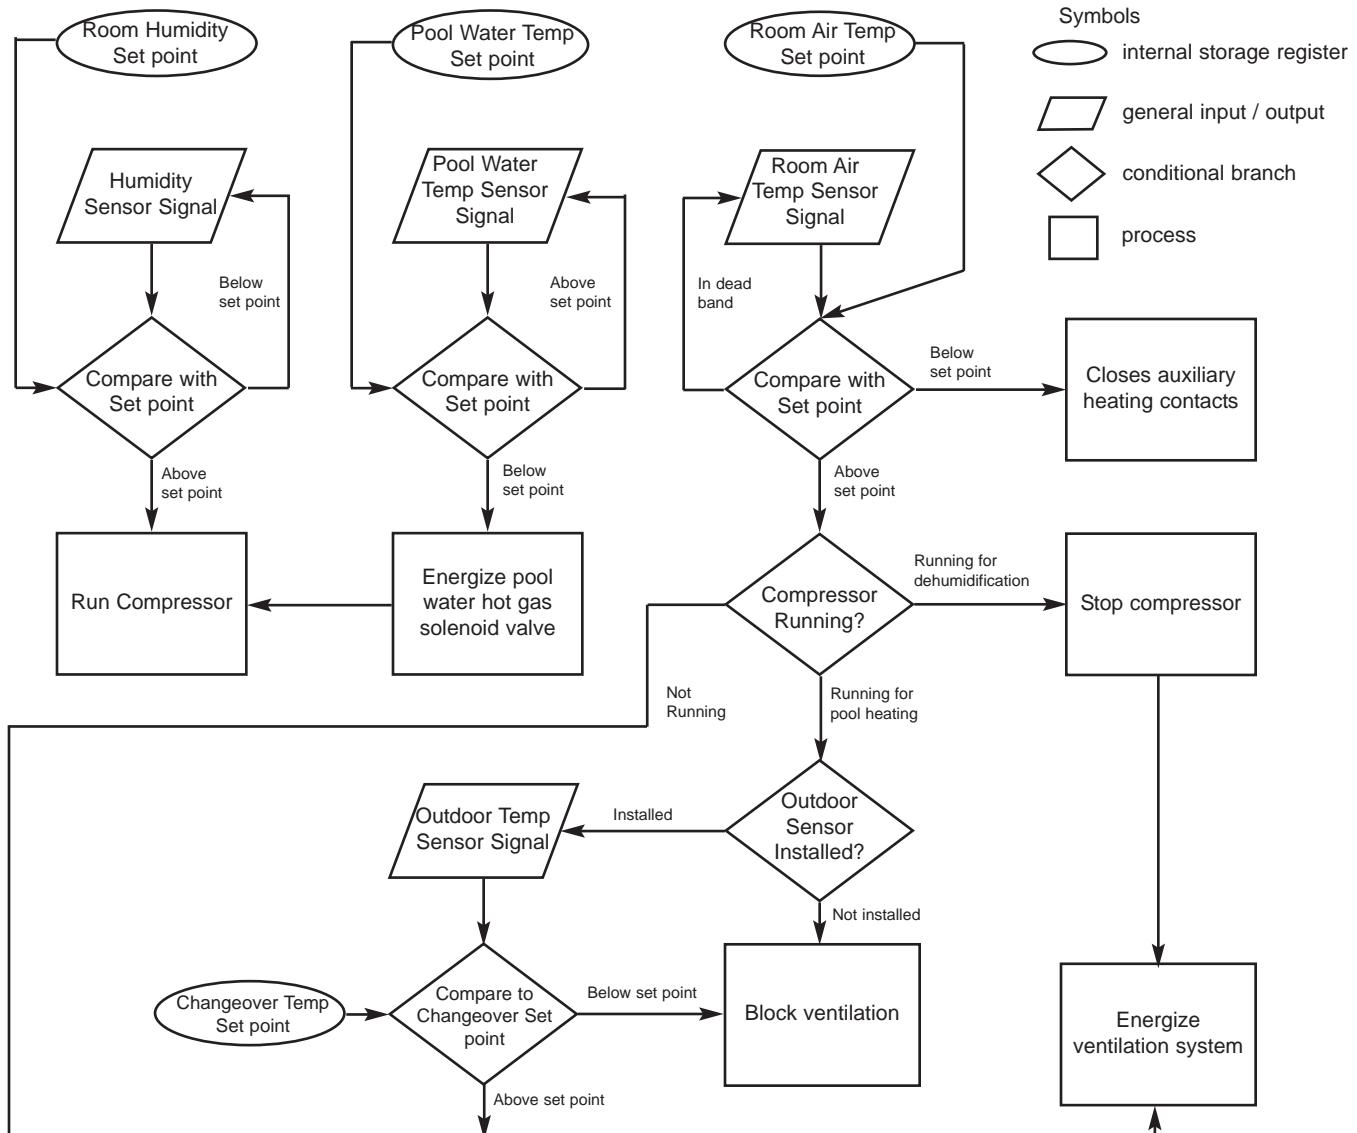 Room Humidity
Set point
Pool Water Temp
Set point
Room Air Temp
Set point
Symbols
internal storage register
general input / output
conditional branch
process
Humidity
Sensor Signal
Pool Water
Temp Sensor
Signal
Room Air
Temp Sensor
Signal
Below
set point
Above
set point
In dead
band
Compare with
Set point
Compare with
Set point
Compare with
Set point
Below
set point
Closes auxiliary
heating contacts
Above
set point
Below
set point
Above
set point
Run Compressor
Energize pool
water hot gas
solenoid valve
Compressor
Running?
Running for
dehumidification
Stop compressor
Not
Running
Running for
pool heating
Outdoor Temp
Sensor Signal
Installed
Outdoor
Sensor
Installed?
Not installed
Changeover Temp
Set point
Compare to
Changeover Set
point
Below set point
Block ventilation
Energize
ventilation system
Above set point